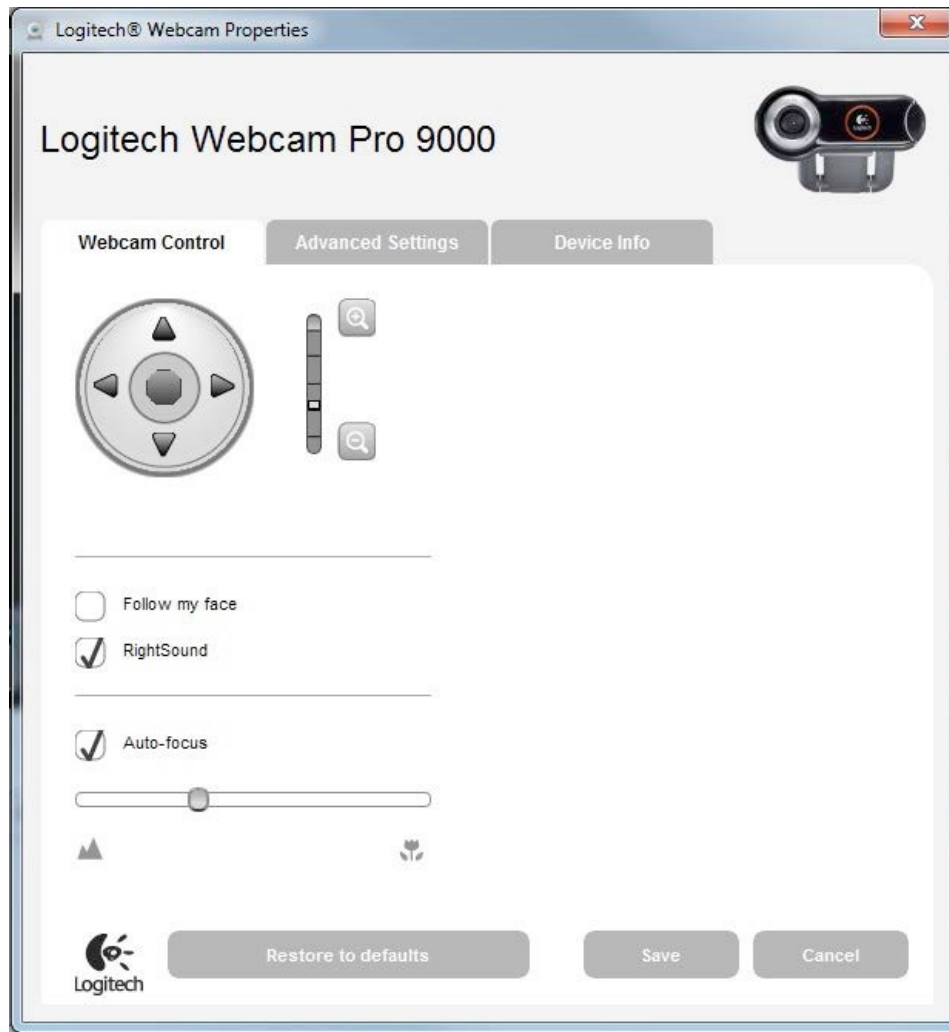 Logitech® Webcam Properties
Logitech Webcam Pro 9000
Webcam Control
Advanced Settings
Device Info
Follow my face
RightSound
Auto-focus
Logitech
Restore to defaults
Save
Cancel